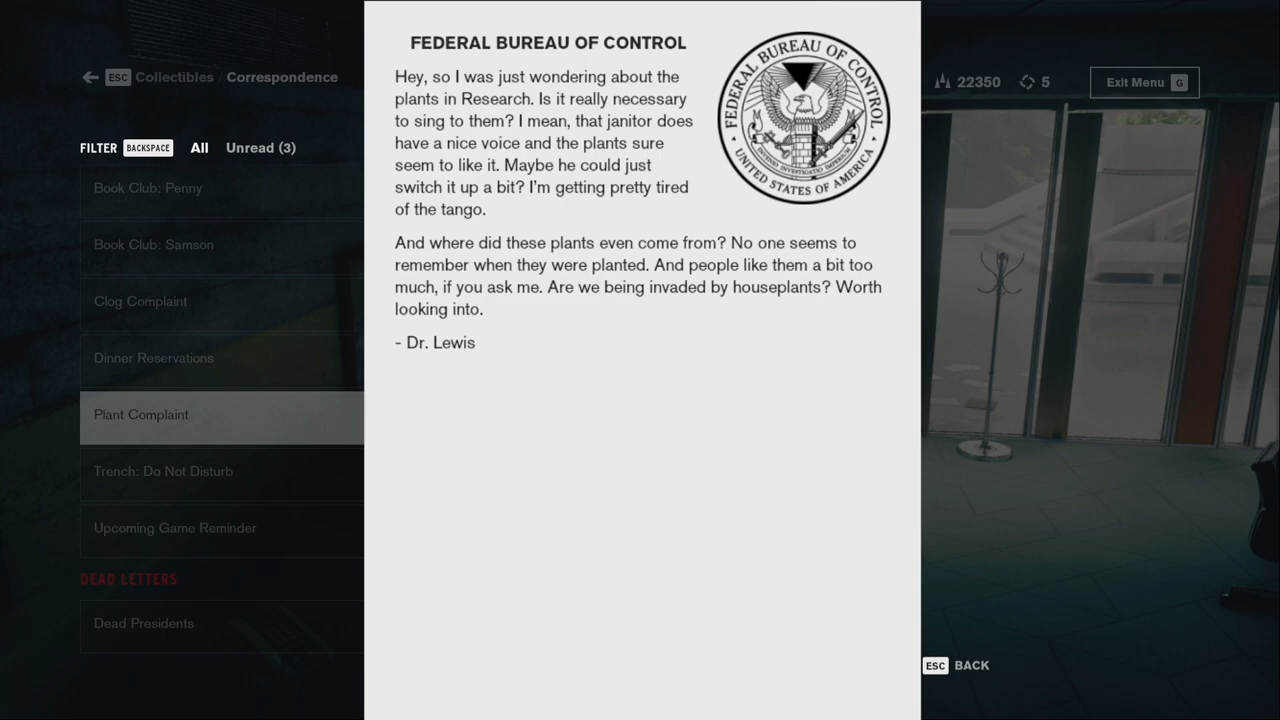 ESC Collectibles / Correspondence
22350
5
Exit Menu G
FILTER BACKSPACE All Unread (3)
Book Club: Penny
Book Club: Samson
Clog Complaint
Dinner Reservations
Plant Complaint
Trench: Do Not Disturb
Upcoming Game Reminder
DEAD LETTERS
Dead Presidents
FEDERAL BUREAU OF CONTROL
Hey, so I was just wondering about the
plants in Research. Is it really necessary
to sing to them? I mean, that janitor does
have a nice voice and the plants sure
seem to like it. Maybe he could just
switch it up a bit? I'm getting pretty tired
of the tango.
And where did these plants even come from? No one seems to
remember when they were planted. And people like them a bit too
much, if you ask me. Are we being invaded by houseplants? Worth
looking into.
- Dr. Lewis
FEDERAL BUREAU OF CONTROL
UNITED STATES OF AMERICA
ESC BACK